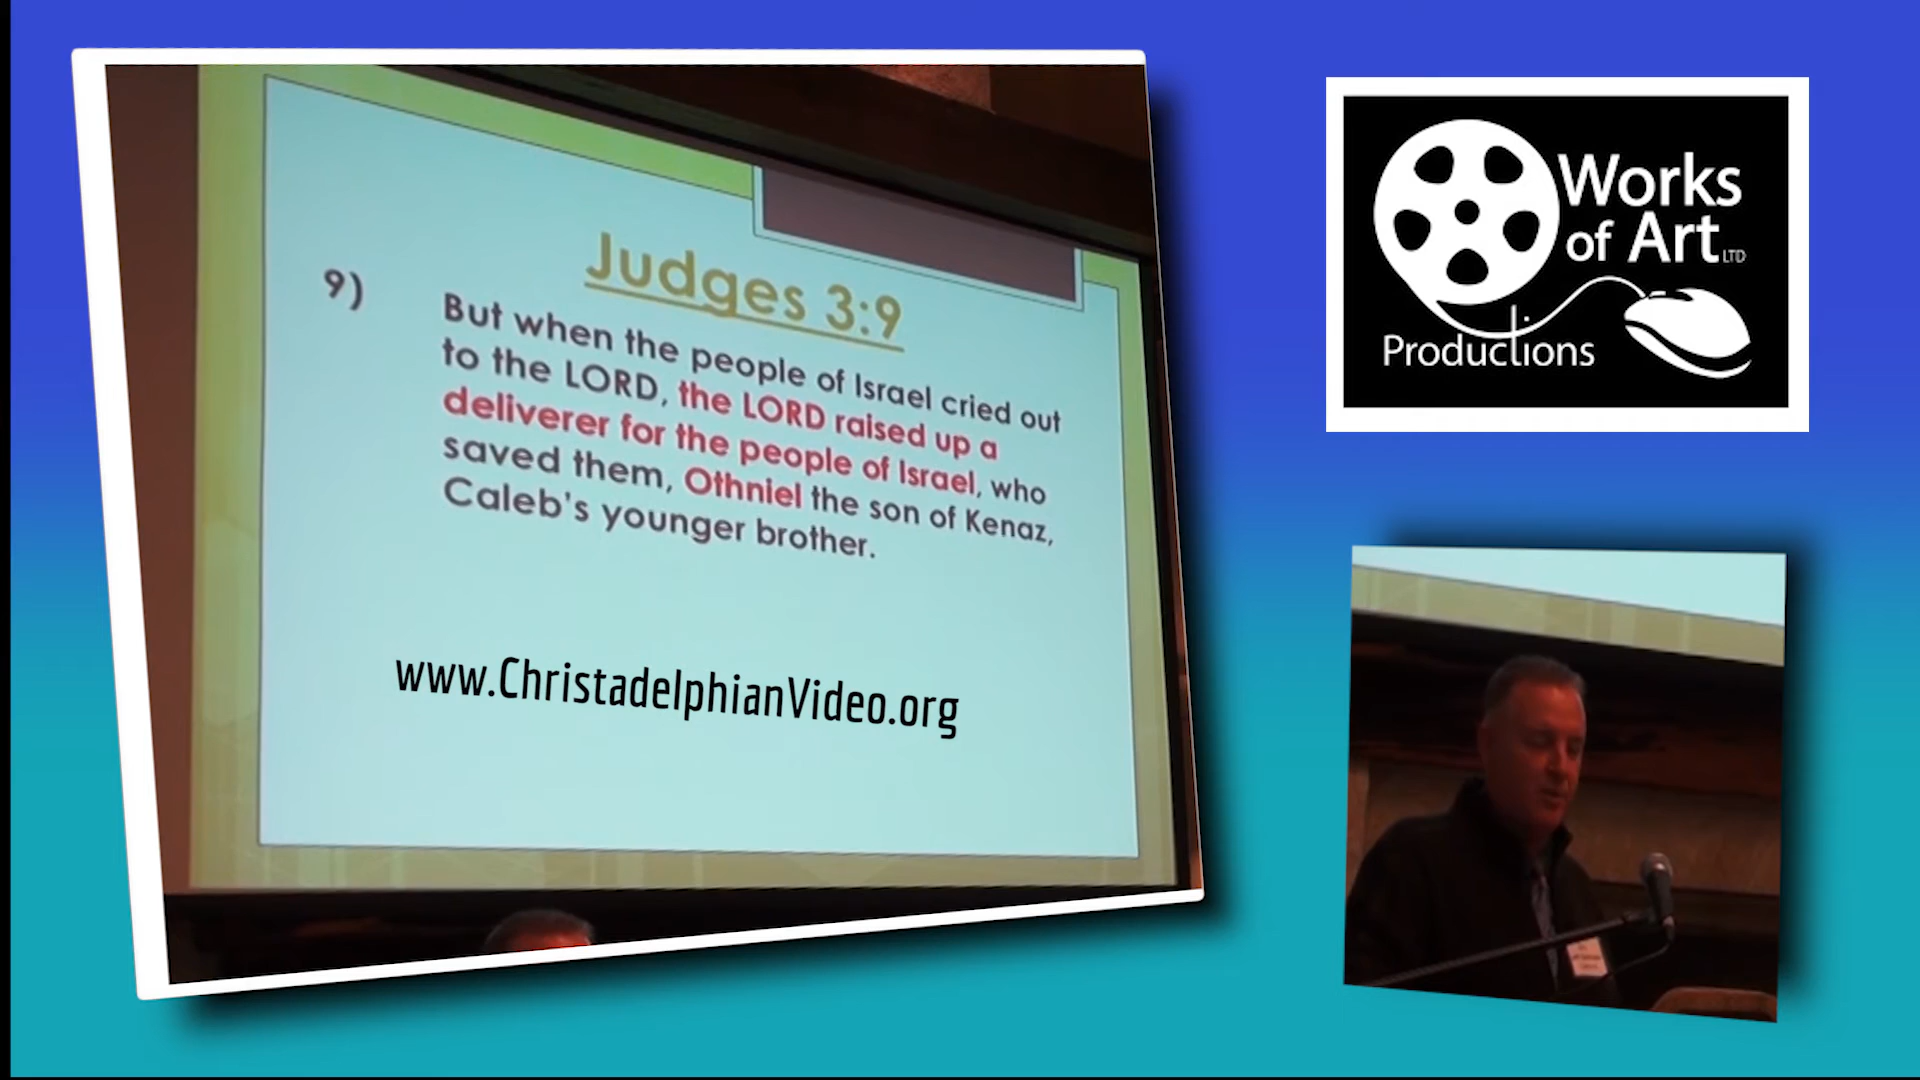 Judges 3:9
9) But when the people of Israel cried out
to the LORD, the LORD raised up a
deliverer for the people of Israel, who
saved them, Othniel the son of Kenaz,
Caleb's younger brother.
www.ChristadelphianVideo.org
Works
of Art LTD
Productions